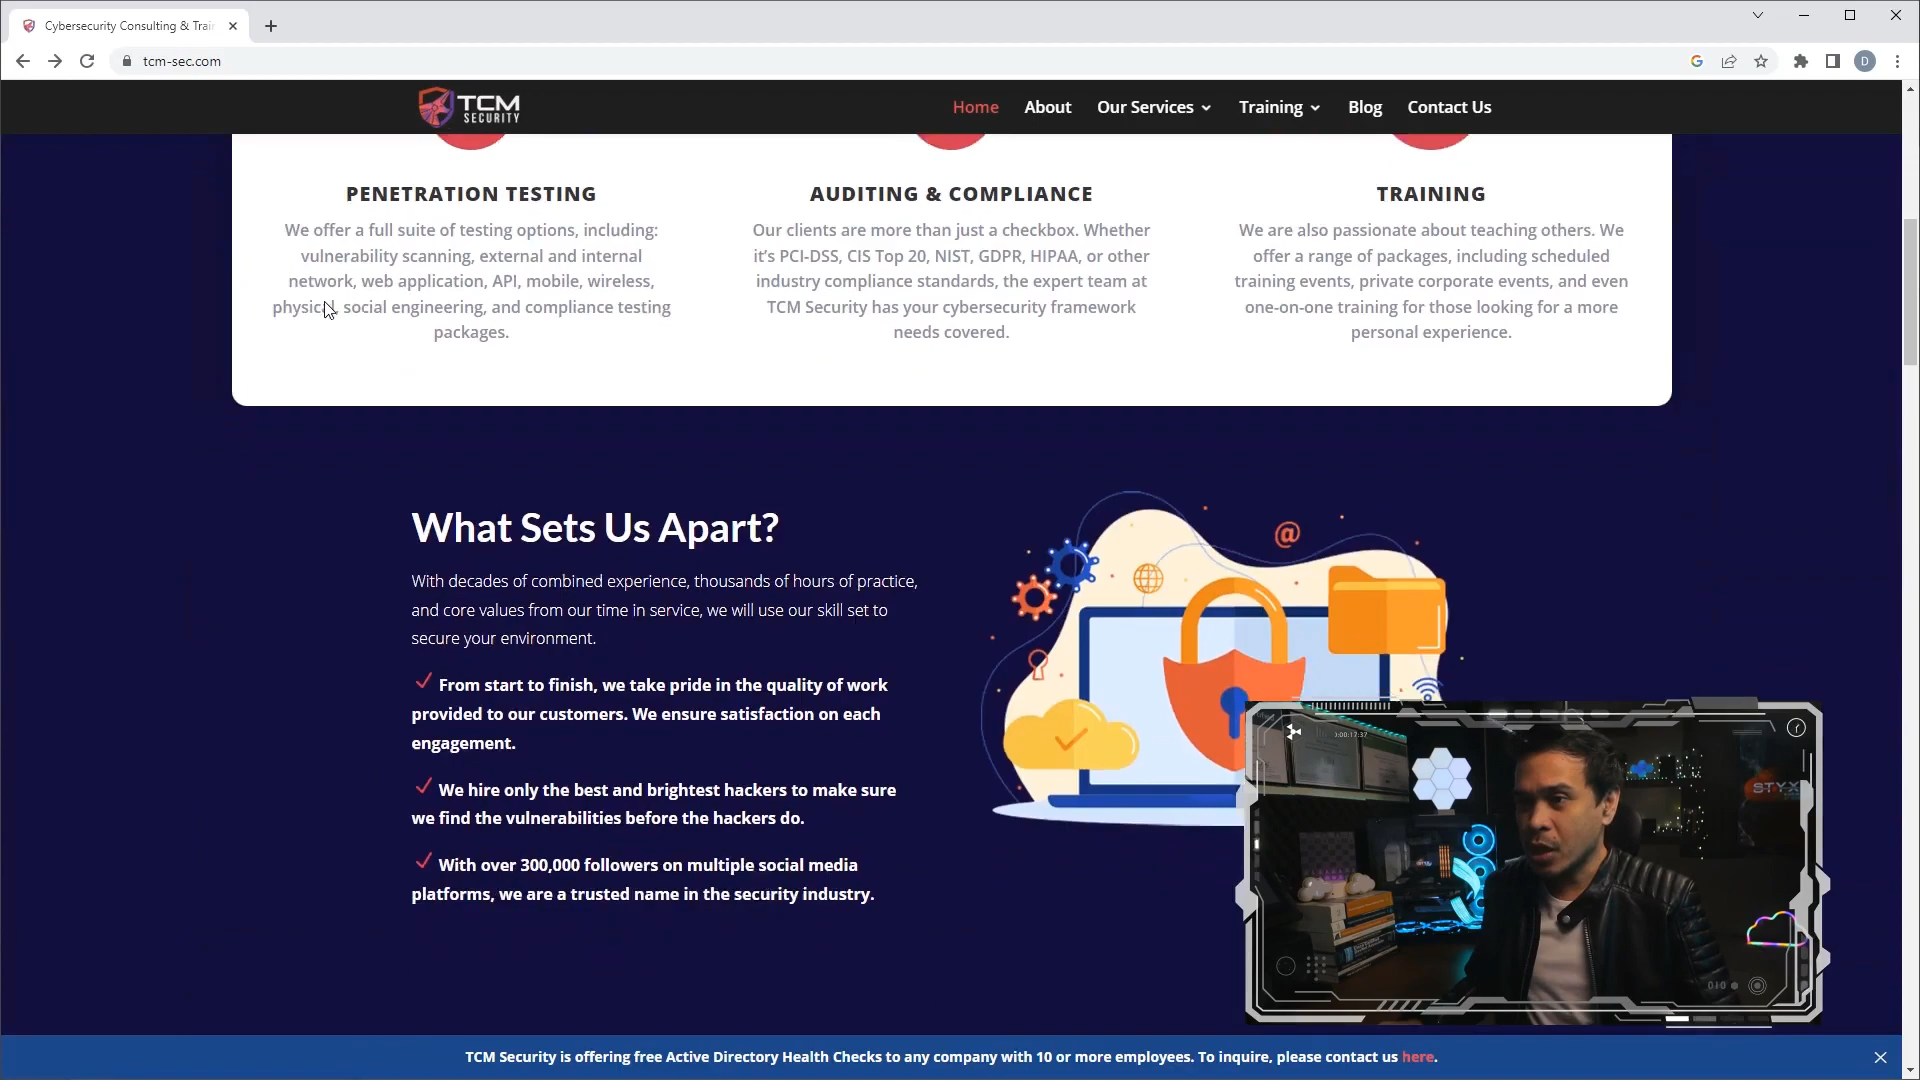 Cybersecurity Consulting & Trai
tcm-sec.com
D
TCM
SECURITY
Home
About
Our Services
Training
Blog
Contact Us
PENETRATION TESTING
We offer a full suite of testing options, including:
vulnerability scanning, external and internal
network, web application, API, mobile, wireless,
physical, social engineering, and compliance testing
packages.
AUDITING & COMPLIANCE
Our clients are more than just a checkbox. Whether
it's PCI-DSS, CIS Top 20, NIST, GDPR, HIPAA, or other
industry compliance standards, the expert team at
TCM Security has your cybersecurity framework
needs covered.
TRAINING
We are also passionate about teaching others. We
offer a range of packages, including scheduled
training events, private corporate events, and even
one-on-one training for those looking for a more
personal experience.
What Sets Us Apart?
With decades of combined experience, thousands of hours of practice,
and core values from our time in service, we will use our skill set to
secure your environment.
From start to finish, we take pride in the quality of work
provided to our customers. We ensure satisfaction on each
engagement.
We hire only the best and brightest hackers to make sure
we find the vulnerabilities before the hackers do.
With over 300,000 followers on multiple social media
platforms, we are a trusted name in the security industry.
@
0:00:17:37
STYX
010
TCM Security is offering free Active Directory Health Checks to any company with 10 or more employees. To inquire, please contact us here.